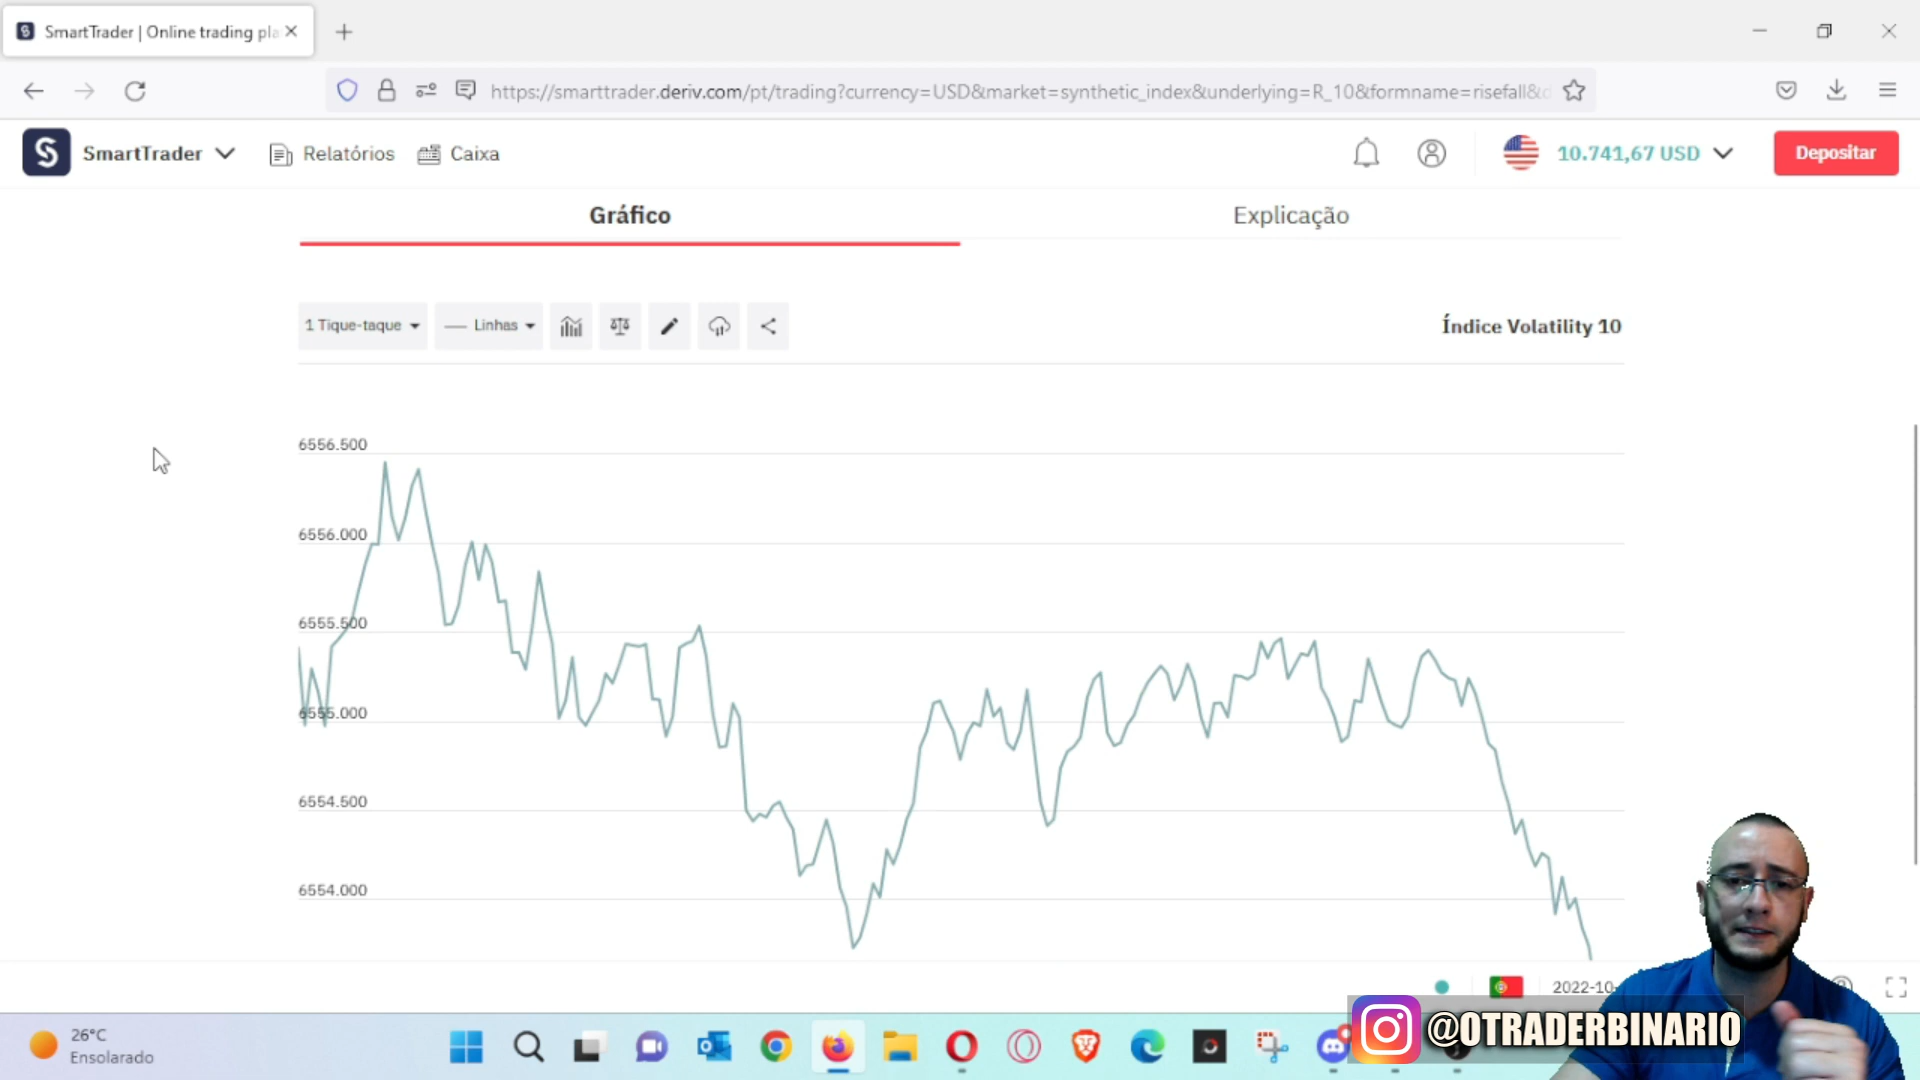 SmartTrader | Online trading pla
https://smarttrader.deriv.com/pt/trading?currency=USD&market=synthetic_index&underlying=R_10&formname=risefall&d
SmartTrader
Relatórios
Caixa
10.741,67 USD
Depositar
Gráfico
Explicação
1 Tique-taque
Linhas
Índice Volatility 10
6556.500
6556.000
6555.500
6555.000
6554.500
6554.000
2022-10-
26°C
Ensolarado
@OTRADERBINARIO